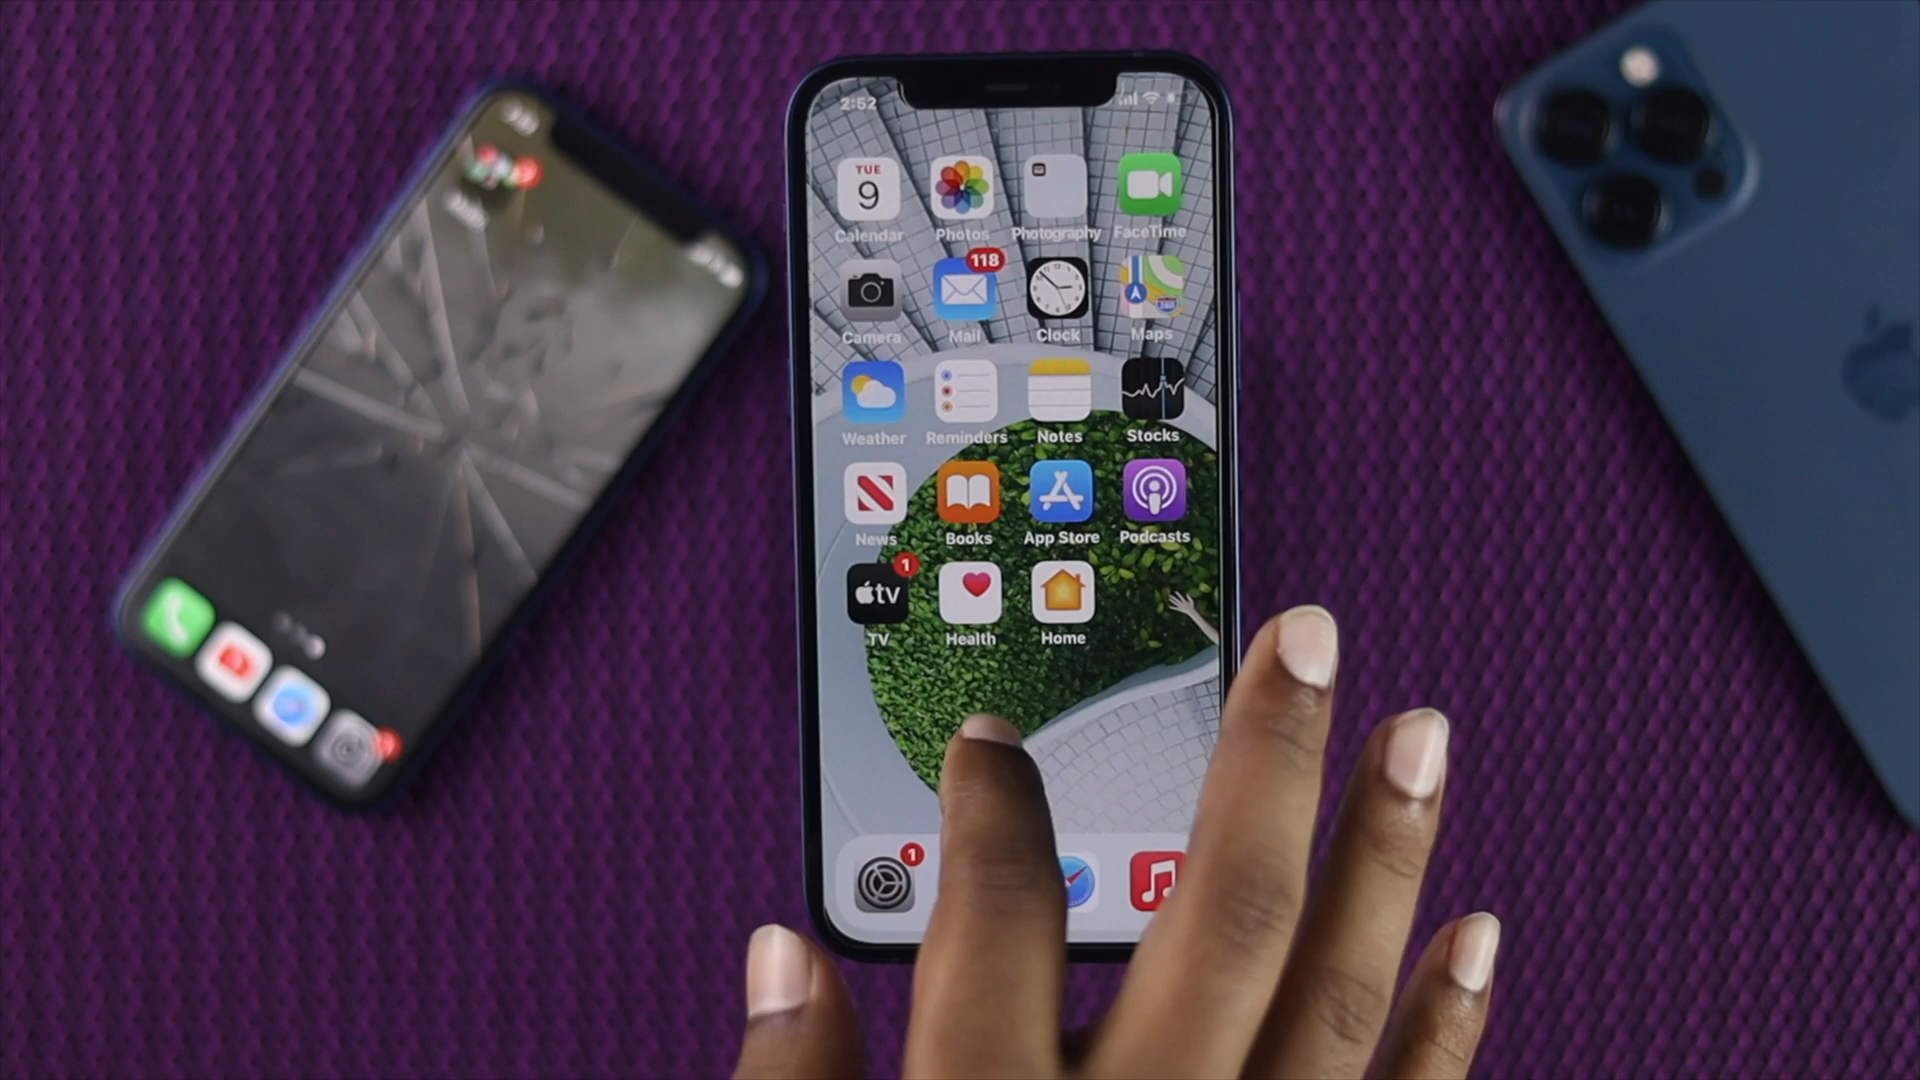 2:52
TUE
9
Calendar Photos Photography FaceTime
118
Camera Mail Clock Maps
280
Weather Reminders Notes Stocks
News Books App Store Podcasts
1
tv
TV Health Home
1